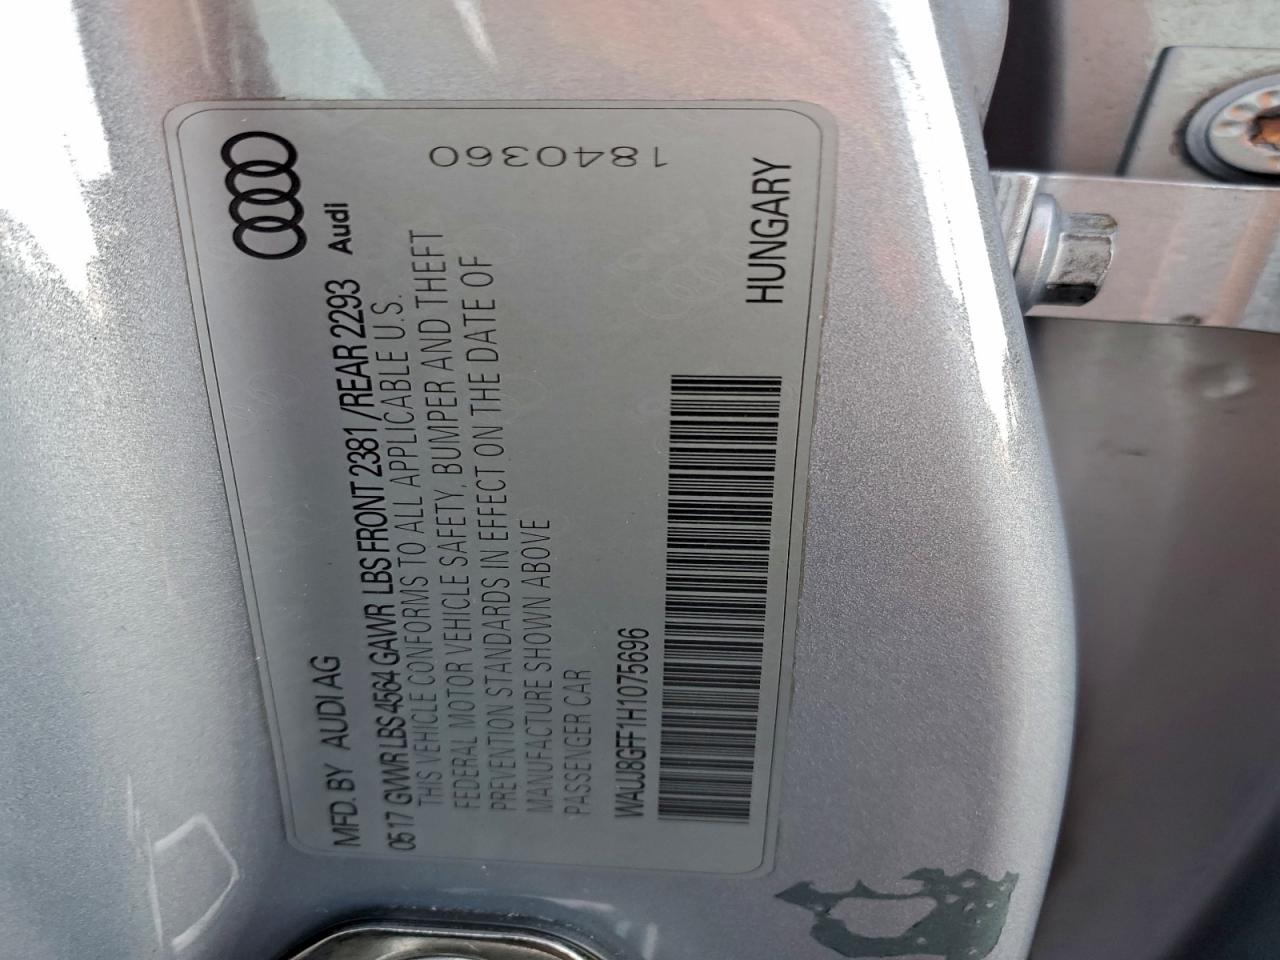 MFD. BY AUDI AG
Audi
0517 GVWR LBS 4564 GAWR LBS FRONT 2381 / REAR 2293
THIS VEHICLE CONFORMS TO ALL APPLICABLE U.S.
FEDERAL MOTOR VEHICLE SAFETY, BUMPER AND THEFT
PREVENTION STANDARDS IN EFFECT ON THE DATE OF
MANUFACTURE SHOWN ABOVE
PASSENGER CAR
WAUJ8GFF1H1075696
HUNGARY
1840360